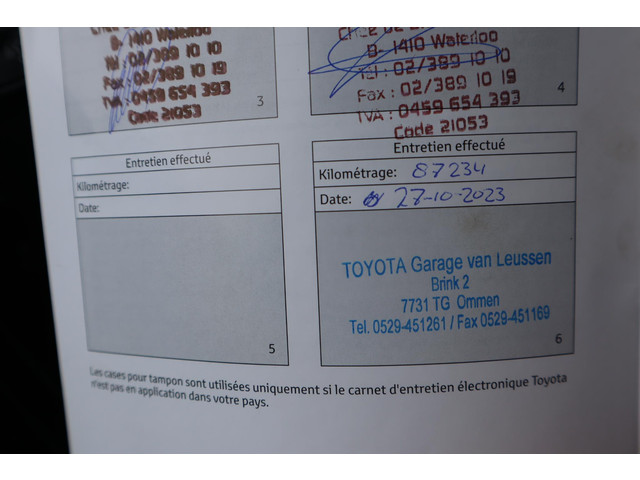 B- 1410 Waterloo
Tél : 02/389 10 10
Fax : 02/389 10 19
TVA : 0459 654 393
Code 21053
3
B- 1410 Waterloo
Tél : 02/389 10 10
Fax : 02/389 10 19
TVA : 0459 654 393
Code 21053
4
Entretien effectué
Kilométrage:
Date:
5
Entretien effectué
Kilométrage: 87234
Date: 27-10-2023
TOYOTA Garage van Leussen
Brink 2
7731 TG Ommen
Tel. 0529-451261 / Fax 0529-451169
6
Les cases pour tampon sont utilisées uniquement si le carnet d'entretien électronique Toyota
n'est pas en application dans votre pays.